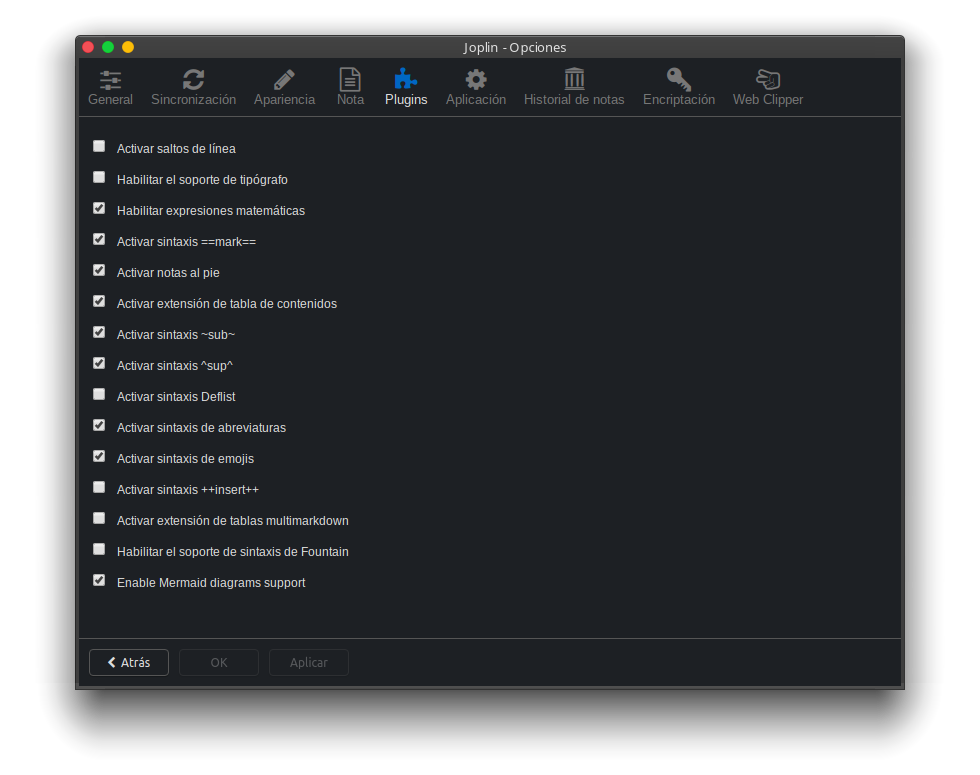 Joplin - Opciones
General Sincronización Apariencia Nota Plugins Aplicación Historial de notas Encriptación Web Clipper
Activar saltos de línea
Habilitar el soporte de tipógrafo
Habilitar expresiones matemáticas
Activar sintaxis ==mark==
Activar notas al pie
Activar extensión de tabla de contenidos
Activar sintaxis ~sub~
Activar sintaxis ^sup^
Activar sintaxis Deflist
Activar sintaxis de abreviaturas
Activar sintaxis de emojis
Activar sintaxis ++insert++
Activar extensión de tablas multimarkdown
Habilitar el soporte de sintaxis de Fountain
Enable Mermaid diagrams support
Atrás OK Aplicar